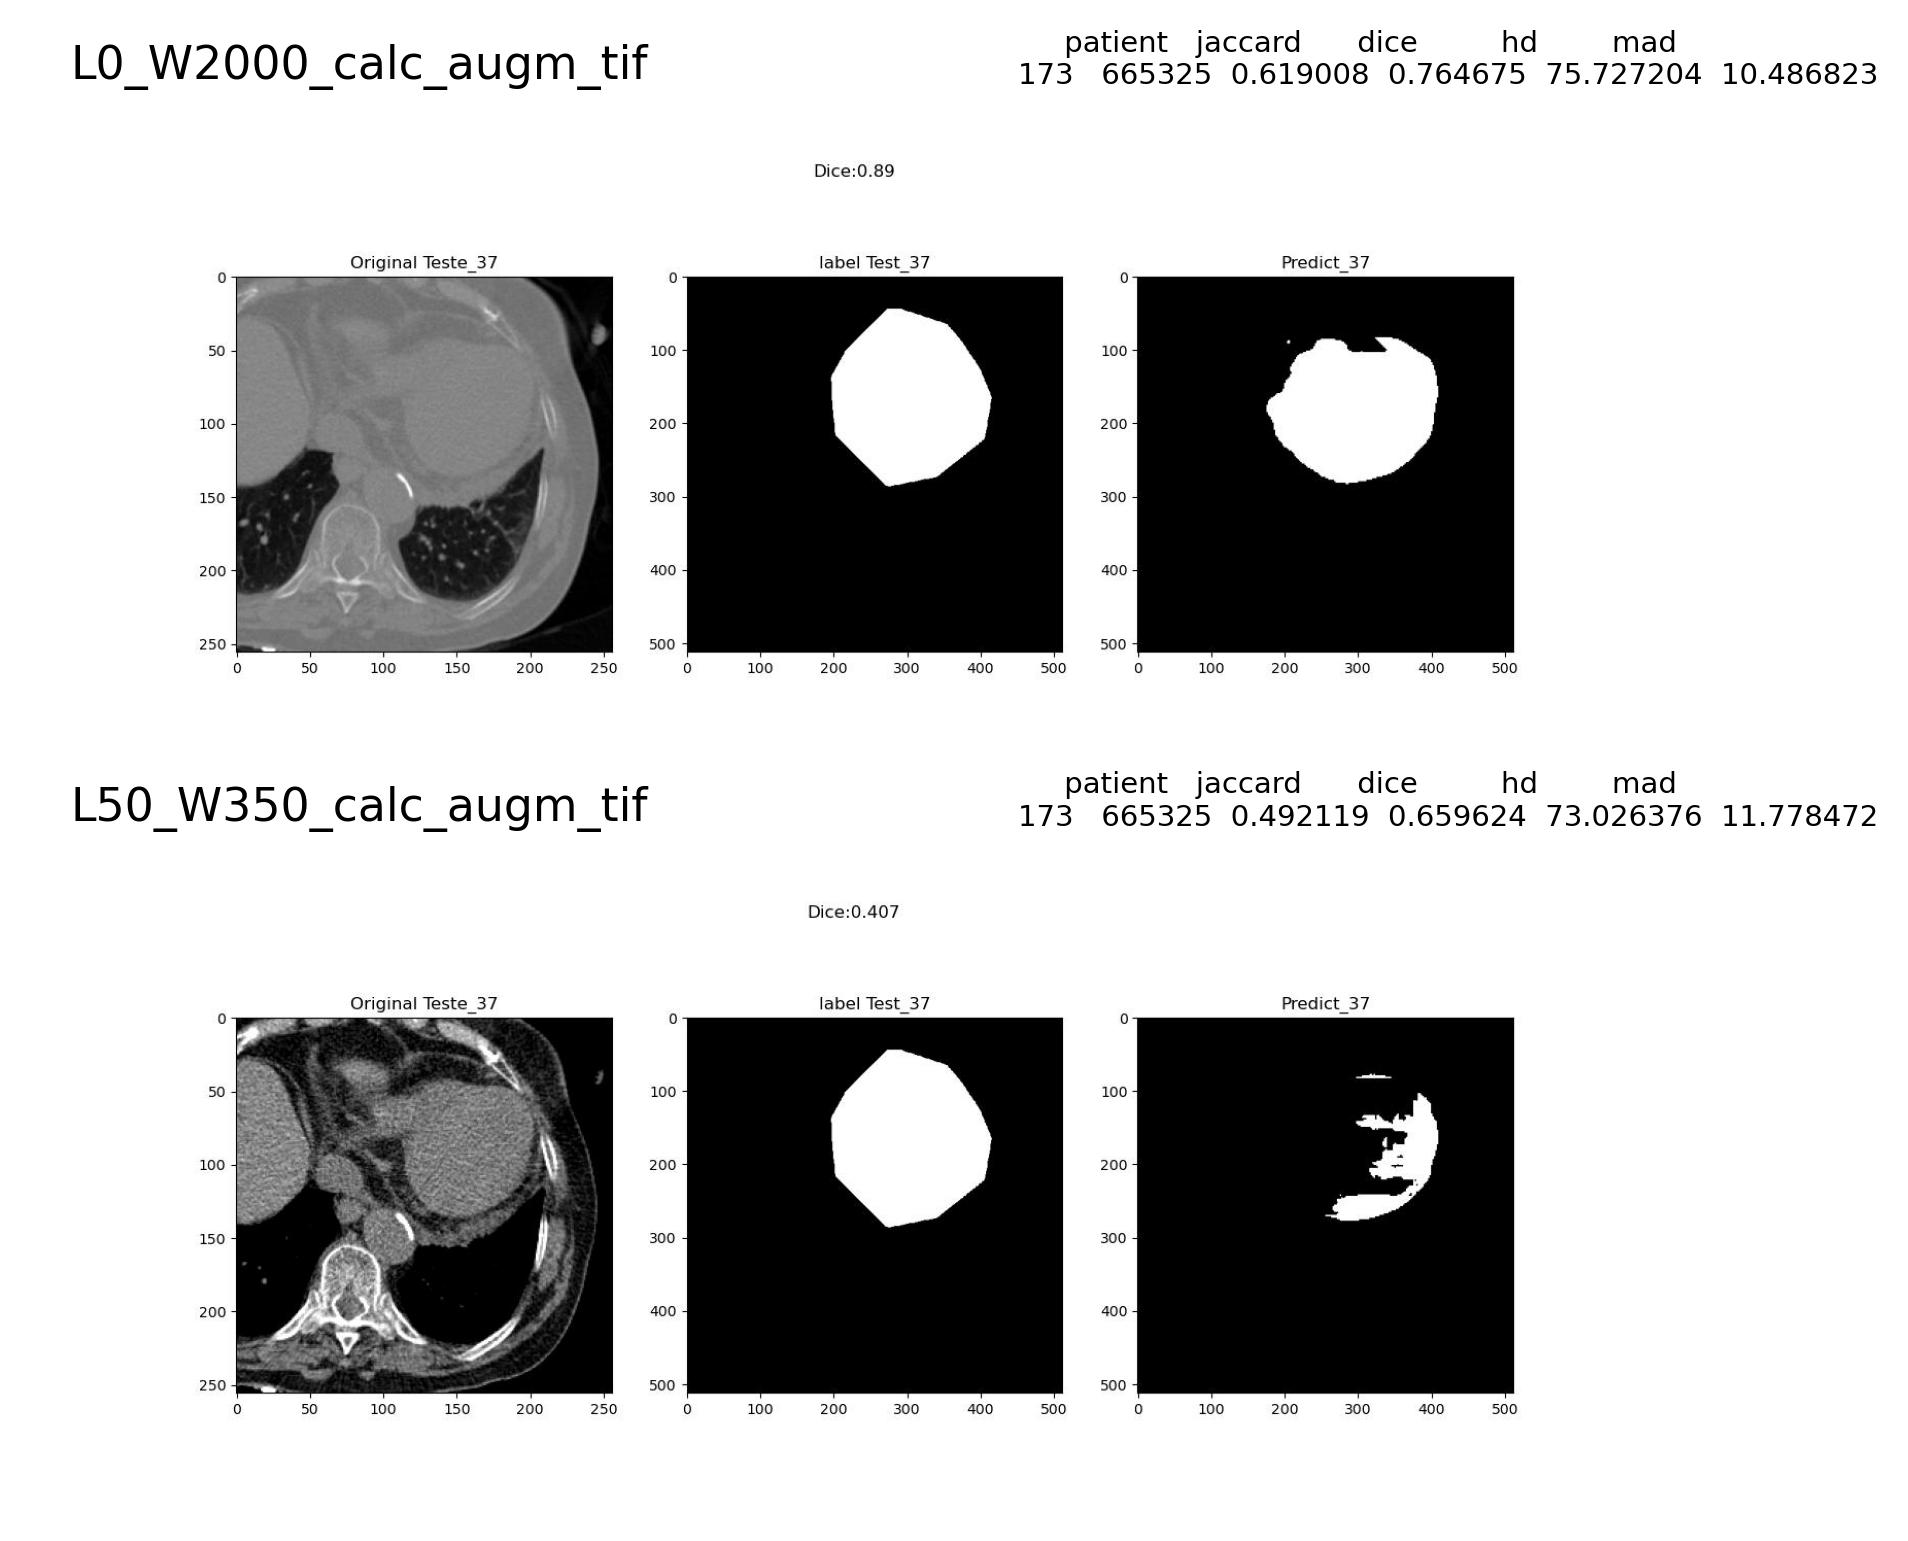 L0_W2000_calc_augm_tif
patient jaccard dice hd mad
173 665325 0.619008 0.764675 75.727204 10.486823
Dice:0.89
Original Teste_37
label Test_37
Predict_37
0
50
100
150
200
250
0 50 100 150 200 250
0
100
200
300
400
500
0 100 200 300 400 500
0
100
200
300
400
500
0 100 200 300 400 500
L50_W350_calc_augm_tif
patient jaccard dice hd mad
173 665325 0.492119 0.659624 73.026376 11.778472
Dice:0.407
Original Teste_37
label Test_37
Predict_37
0
50
100
150
200
250
0 50 100 150 200 250
0
100
200
300
400
500
0 100 200 300 400 500
0
100
200
300
400
500
0 100 200 300 400 500